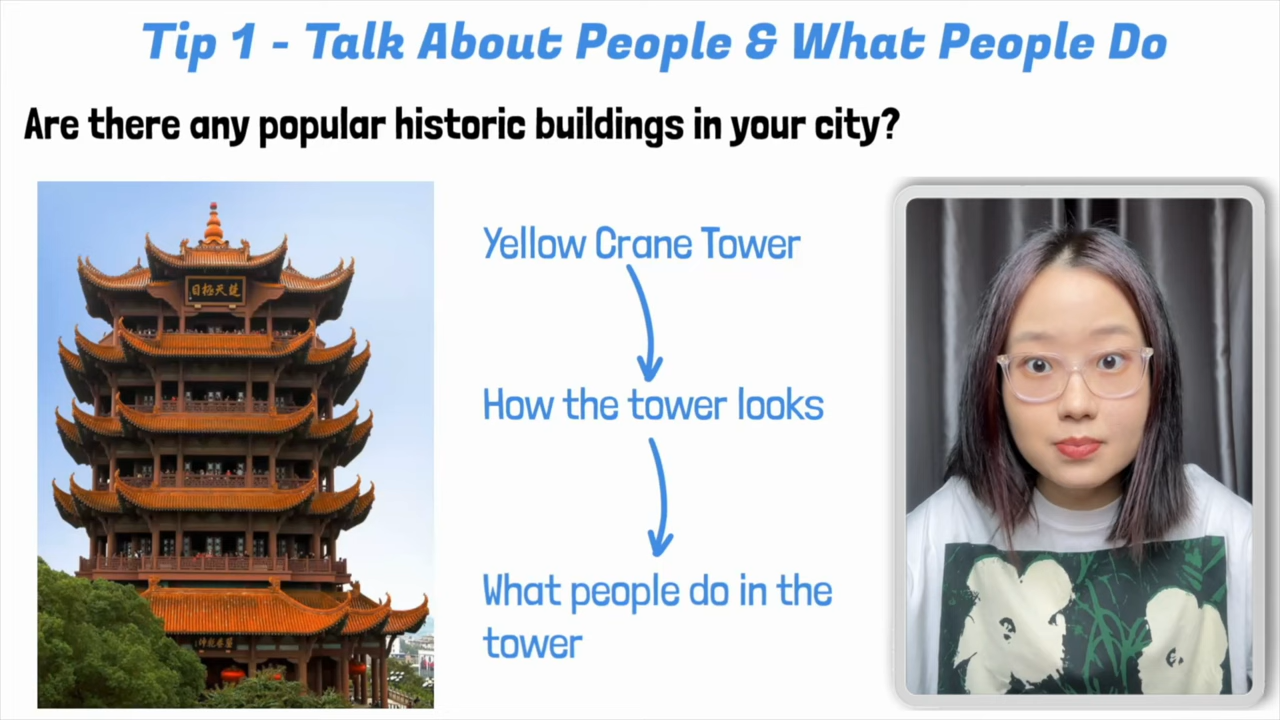 Tip 1 - Talk About People & What People Do
Are there any popular historic buildings in your city?
Yellow Crane Tower
How the tower looks
What people do in the
tower